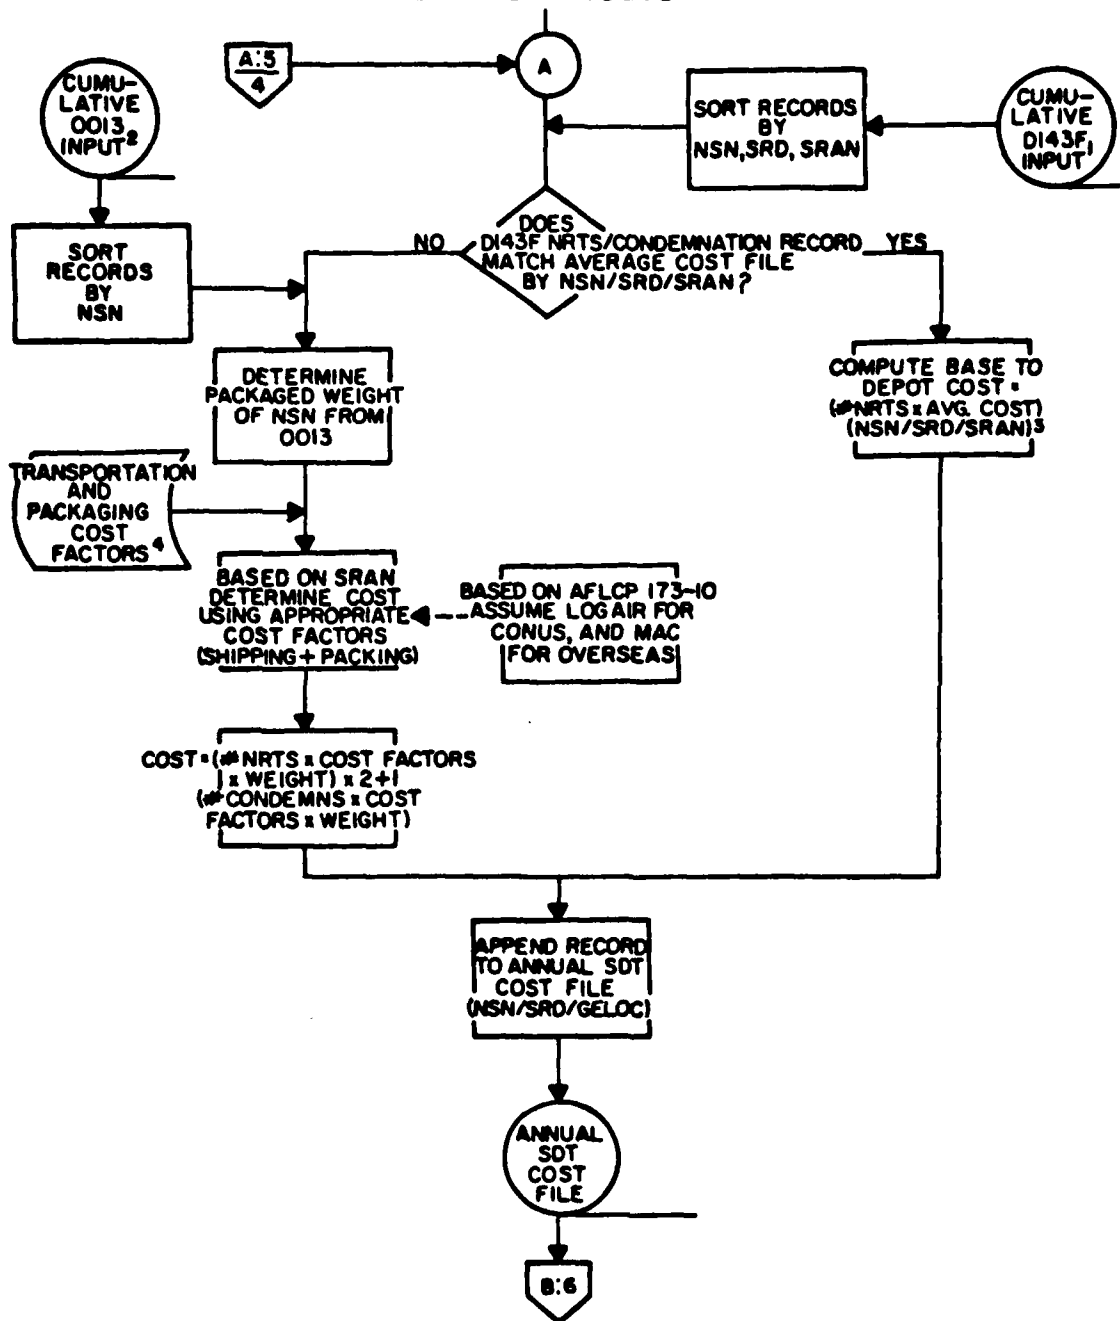 A:5
4
A
CUMU-
LATIVE
0013
INPUT2
SORT RECORDS
BY
NSN, SRD, SRAN
CUMU-
LATIVE
D143F
INPUT1
SORT
RECORDS
BY
NSN
NO
DOES
D143F NRTS/CONDEMNATION RECORD
MATCH AVERAGE COST FILE
BY NSN/SRD/SRAN?
YES
DETERMINE
PACKAGED WEIGHT
OF NSN FROM
0013
COMPUTE BASE TO
DEPOT COST =
(#NRTS x AVG. COST)
(NSN/SRD/SRAN)3
TRANSPORTATION
AND
PACKAGING
COST
FACTORS4
BASED ON SRAN
DETERMINE COST
USING APPROPRIATE
COST FACTORS
(SHIPPING + PACKING)
BASED ON AFLCP 173-10
ASSUME LOGAIR FOR
CONUS, AND MAC
FOR OVERSEAS
COST = (#NRTS x COST FACTORS
x WEIGHT) x 2+1
(#CONDEMNS x COST
FACTORS x WEIGHT)
APPEND RECORD
TO ANNUAL SDT
COST FILE
(NSN/SRD/GELOC)
ANNUAL
SDT
COST
FILE
B:6